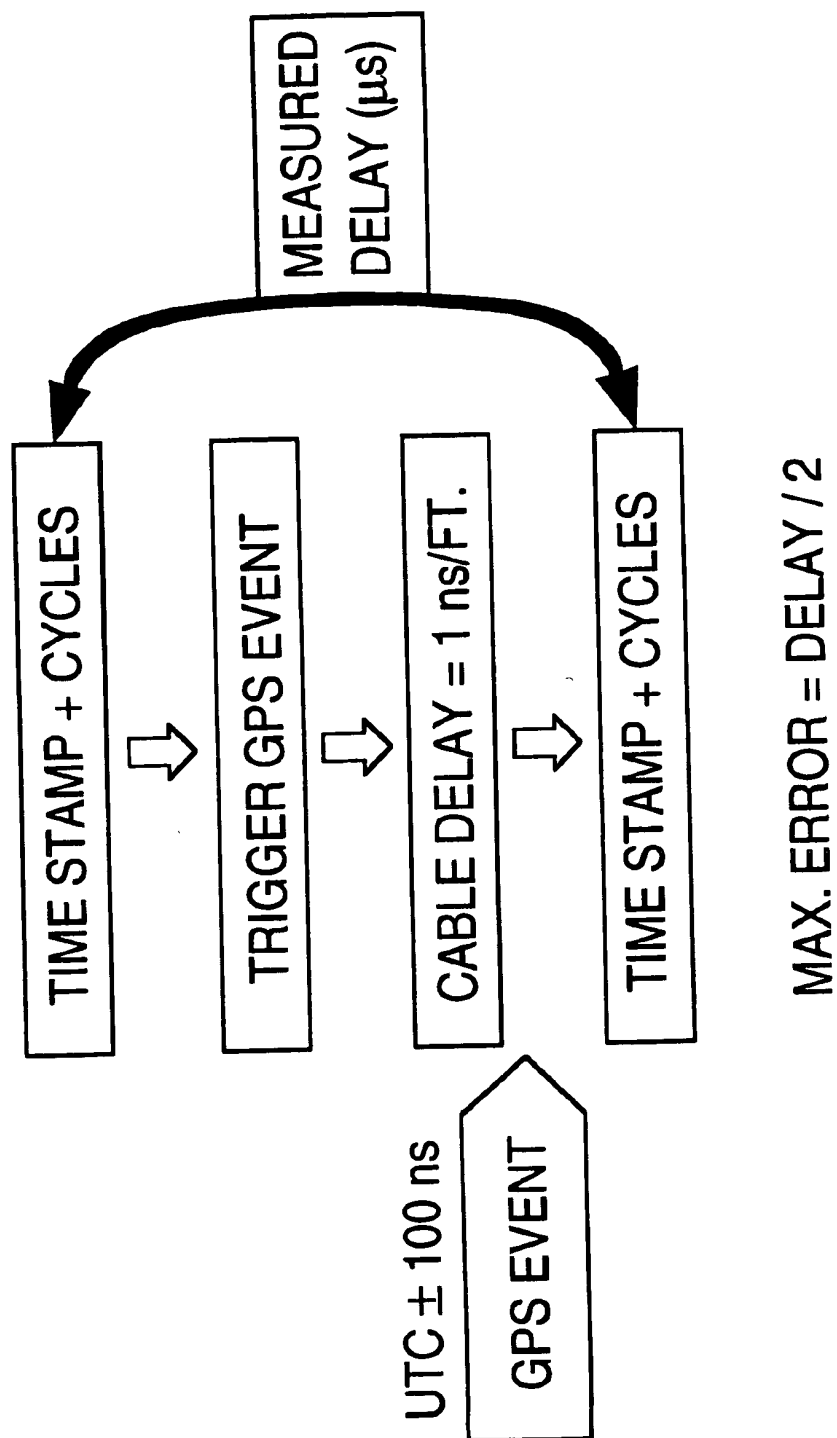 TIME STAMP + CYCLES
TRIGGER GPS EVENT
CABLE DELAY = 1 ns/FT.
TIME STAMP + CYCLES
MEASURED
DELAY (μs)
UTC ± 100 ns
GPS EVENT
MAX. ERROR = DELAY / 2